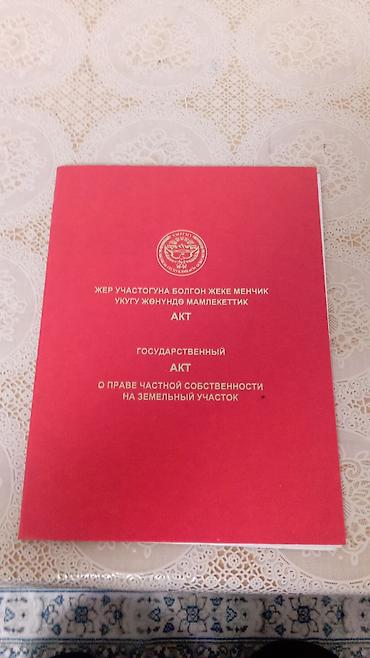 ЖЕР УЧАСТОГУНА БОЛГОН ЖЕКЕ МЕНЧИК
УКУГУ ЖӨНҮНДӨ МАМЛЕКЕТТИК
АКТ
ГОСУДАРСТВЕННЫЙ
АКТ
О ПРАВЕ ЧАСТНОЙ СОБСТВЕННОСТИ
НА ЗЕМЕЛЬНЫЙ УЧАСТОК